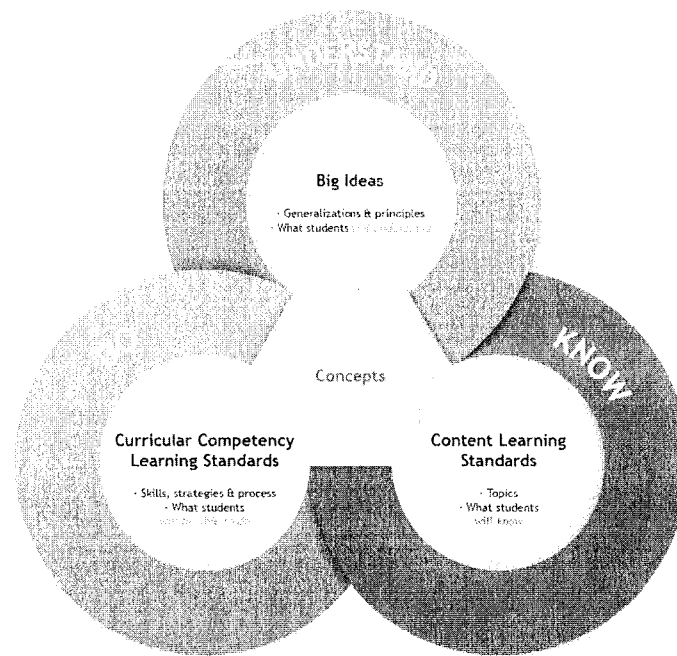 UNDERSTAND
Big Ideas
· Generalizations & principles
· What students
KNOW
Concepts
Curricular Competency
Learning Standards
· Skills, strategies & process
· What students
Content Learning
Standards
· Topics
· What students
will know